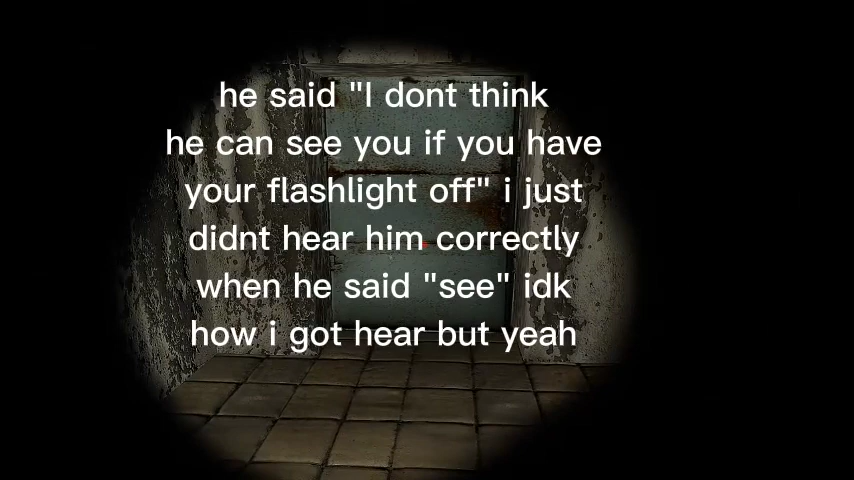 he said "I dont think
he can see you if you have
your flashlight off" i just
didnt hear him correctly
when he said "see" idk
how i got hear but yeah